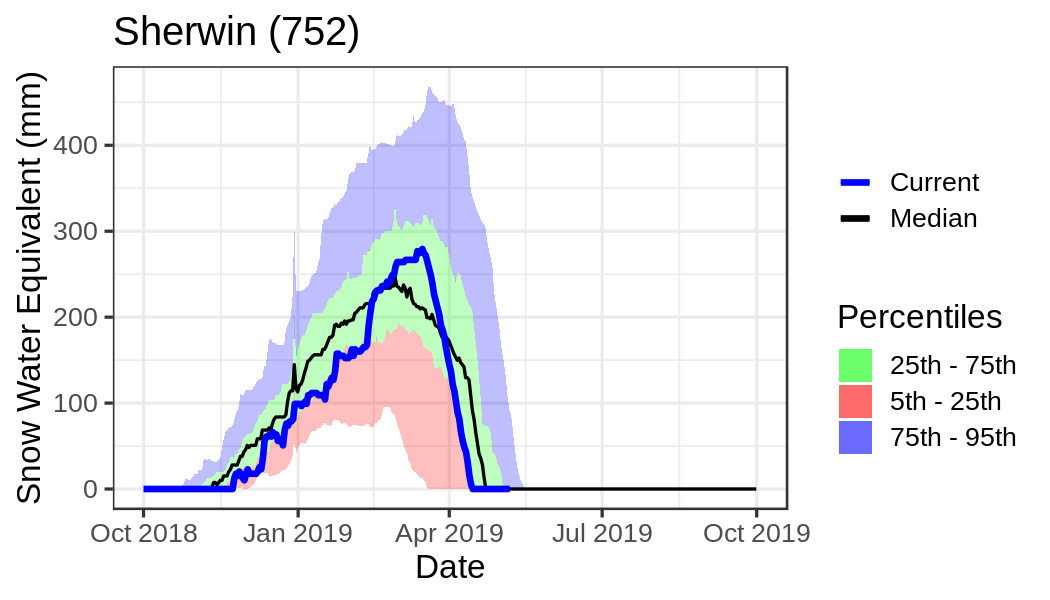 Sherwin (752)
Snow Water Equivalent (mm)
400
300
200
100
0
Oct 2018
Jan 2019
Apr 2019
Jul 2019
Oct 2019
Date
Current
Median
Percentiles
25th - 75th
5th - 25th
75th - 95th